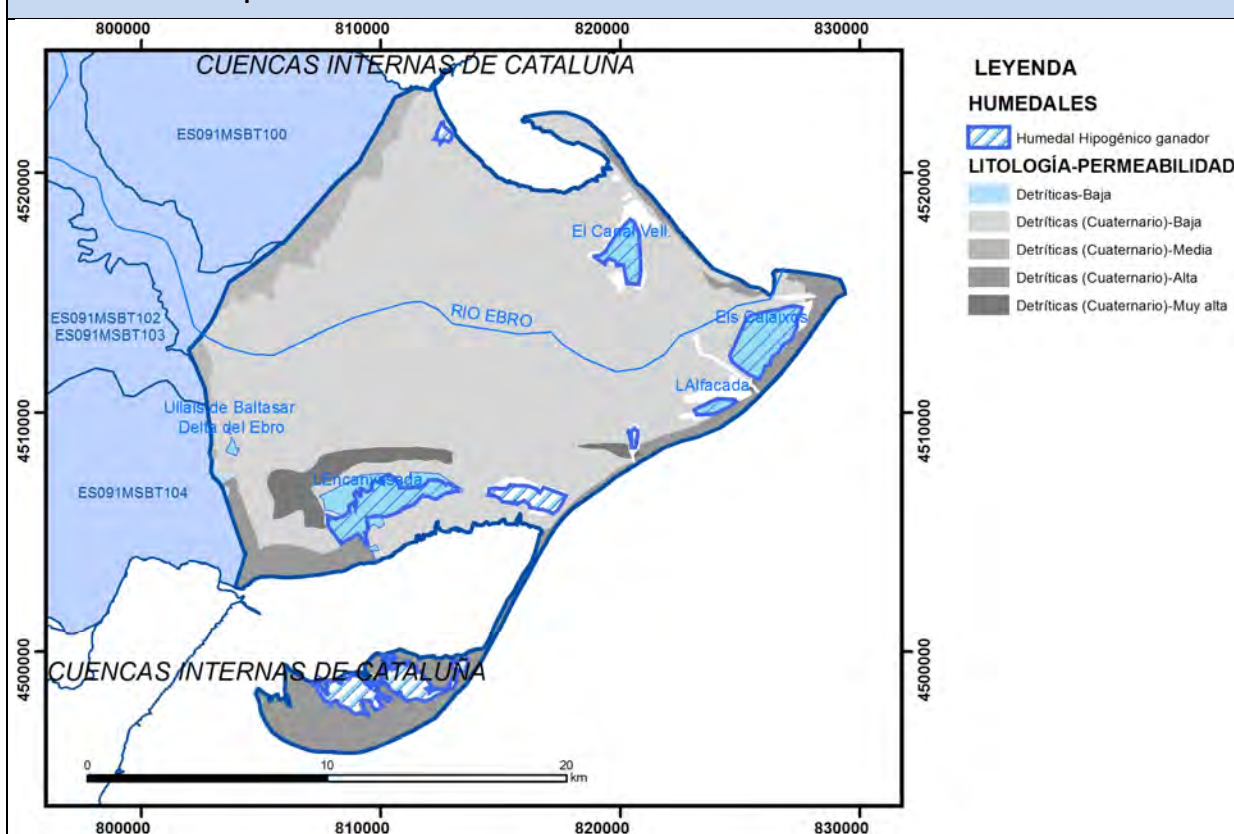 800000 810000 820000 830000
CUENCAS INTERNAS DE CATALUÑA
ES091MSBT100
4520000 4520000
El Canal Vell.
ES091MSBT102
ES091MSBT103
RIO EBRO
Els Calaixos
LAlfacada
Ullals de Baltasar
Delta del Ebro
4510000 4510000
LEncanyissada
ES091MSBT104
4500000 4500000
CUENCAS INTERNAS DE CATALUÑA
0 10 20
km
800000 810000 820000 830000
LEYENDA
HUMEDALES
Humedal Hipogénico ganador
LITOLOGÍA-PERMEABILIDAD
Detríticas-Baja
Detríticas (Cuaternario)-Baja
Detríticas (Cuaternario)-Media
Detríticas (Cuaternario)-Alta
Detríticas (Cuaternario)-Muy alta